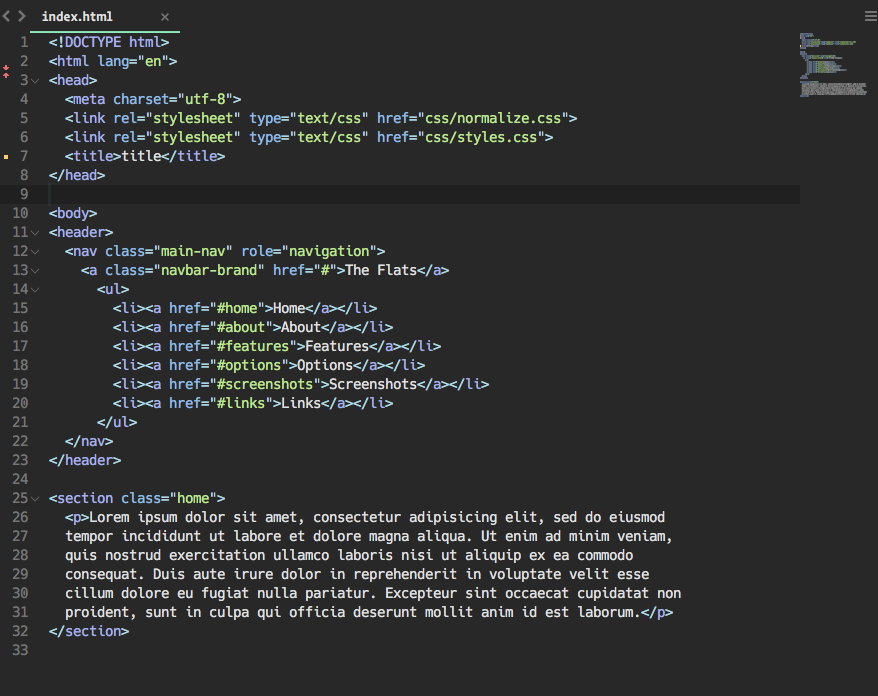 index.html
1 <!DOCTYPE html>
2 <html lang="en">
3 <head>
4   <meta charset="utf-8">
5   <link rel="stylesheet" type="text/css" href="css/normalize.css">
6   <link rel="stylesheet" type="text/css" href="css/styles.css">
7   <title>title</title>
8 </head>
9
10 <body>
11 <header>
12   <nav class="main-nav" role="navigation">
13     <a class="navbar-brand" href="#">The Flats</a>
14       <ul>
15         <li><a href="#home">Home</a></li>
16         <li><a href="#about">About</a></li>
17         <li><a href="#features">Features</a></li>
18         <li><a href="#options">Options</a></li>
19         <li><a href="#screenshots">Screenshots</a></li>
20         <li><a href="#links">Links</a></li>
21       </ul>
22   </nav>
23 </header>
24
25 <section class="home">
26   <p>Lorem ipsum dolor sit amet, consectetur adipisicing elit, sed do eiusmod
27   tempor incididunt ut labore et dolore magna aliqua. Ut enim ad minim veniam,
28   quis nostrud exercitation ullamco laboris nisi ut aliquip ex ea commodo
29   consequat. Duis aute irure dolor in reprehenderit in voluptate velit esse
30   cillum dolore eu fugiat nulla pariatur. Excepteur sint occaecat cupidatat non
31   proident, sunt in culpa qui officia deserunt mollit anim id est laborum.</p>
32 </section>
33